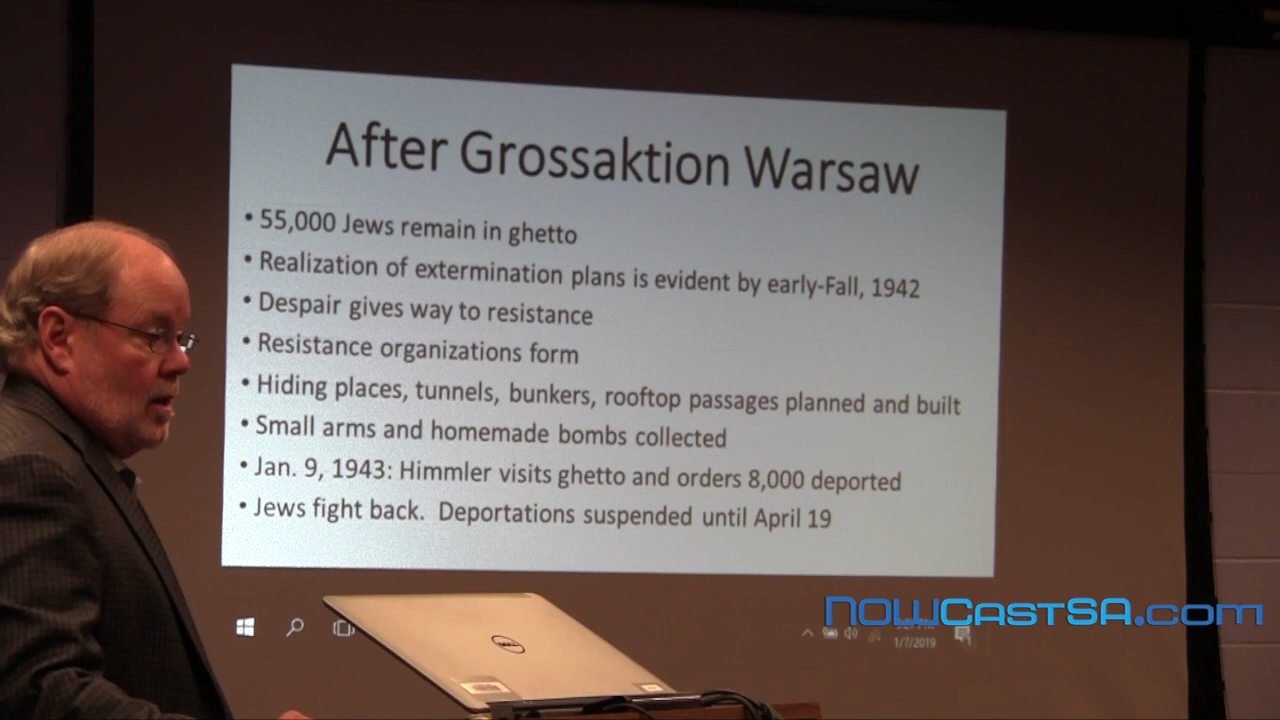 After Grossaktion Warsaw
• 55,000 Jews remain in ghetto
• Realization of extermination plans is evident by early-Fall, 1942
• Despair gives way to resistance
• Resistance organizations form
• Hiding places, tunnels, bunkers, rooftop passages planned and built
• Small arms and homemade bombs collected
• Jan. 9, 1943: Himmler visits ghetto and orders 8,000 deported
• Jews fight back. Deportations suspended until April 19
NOWCastSA.com
1/7/2019
DELL